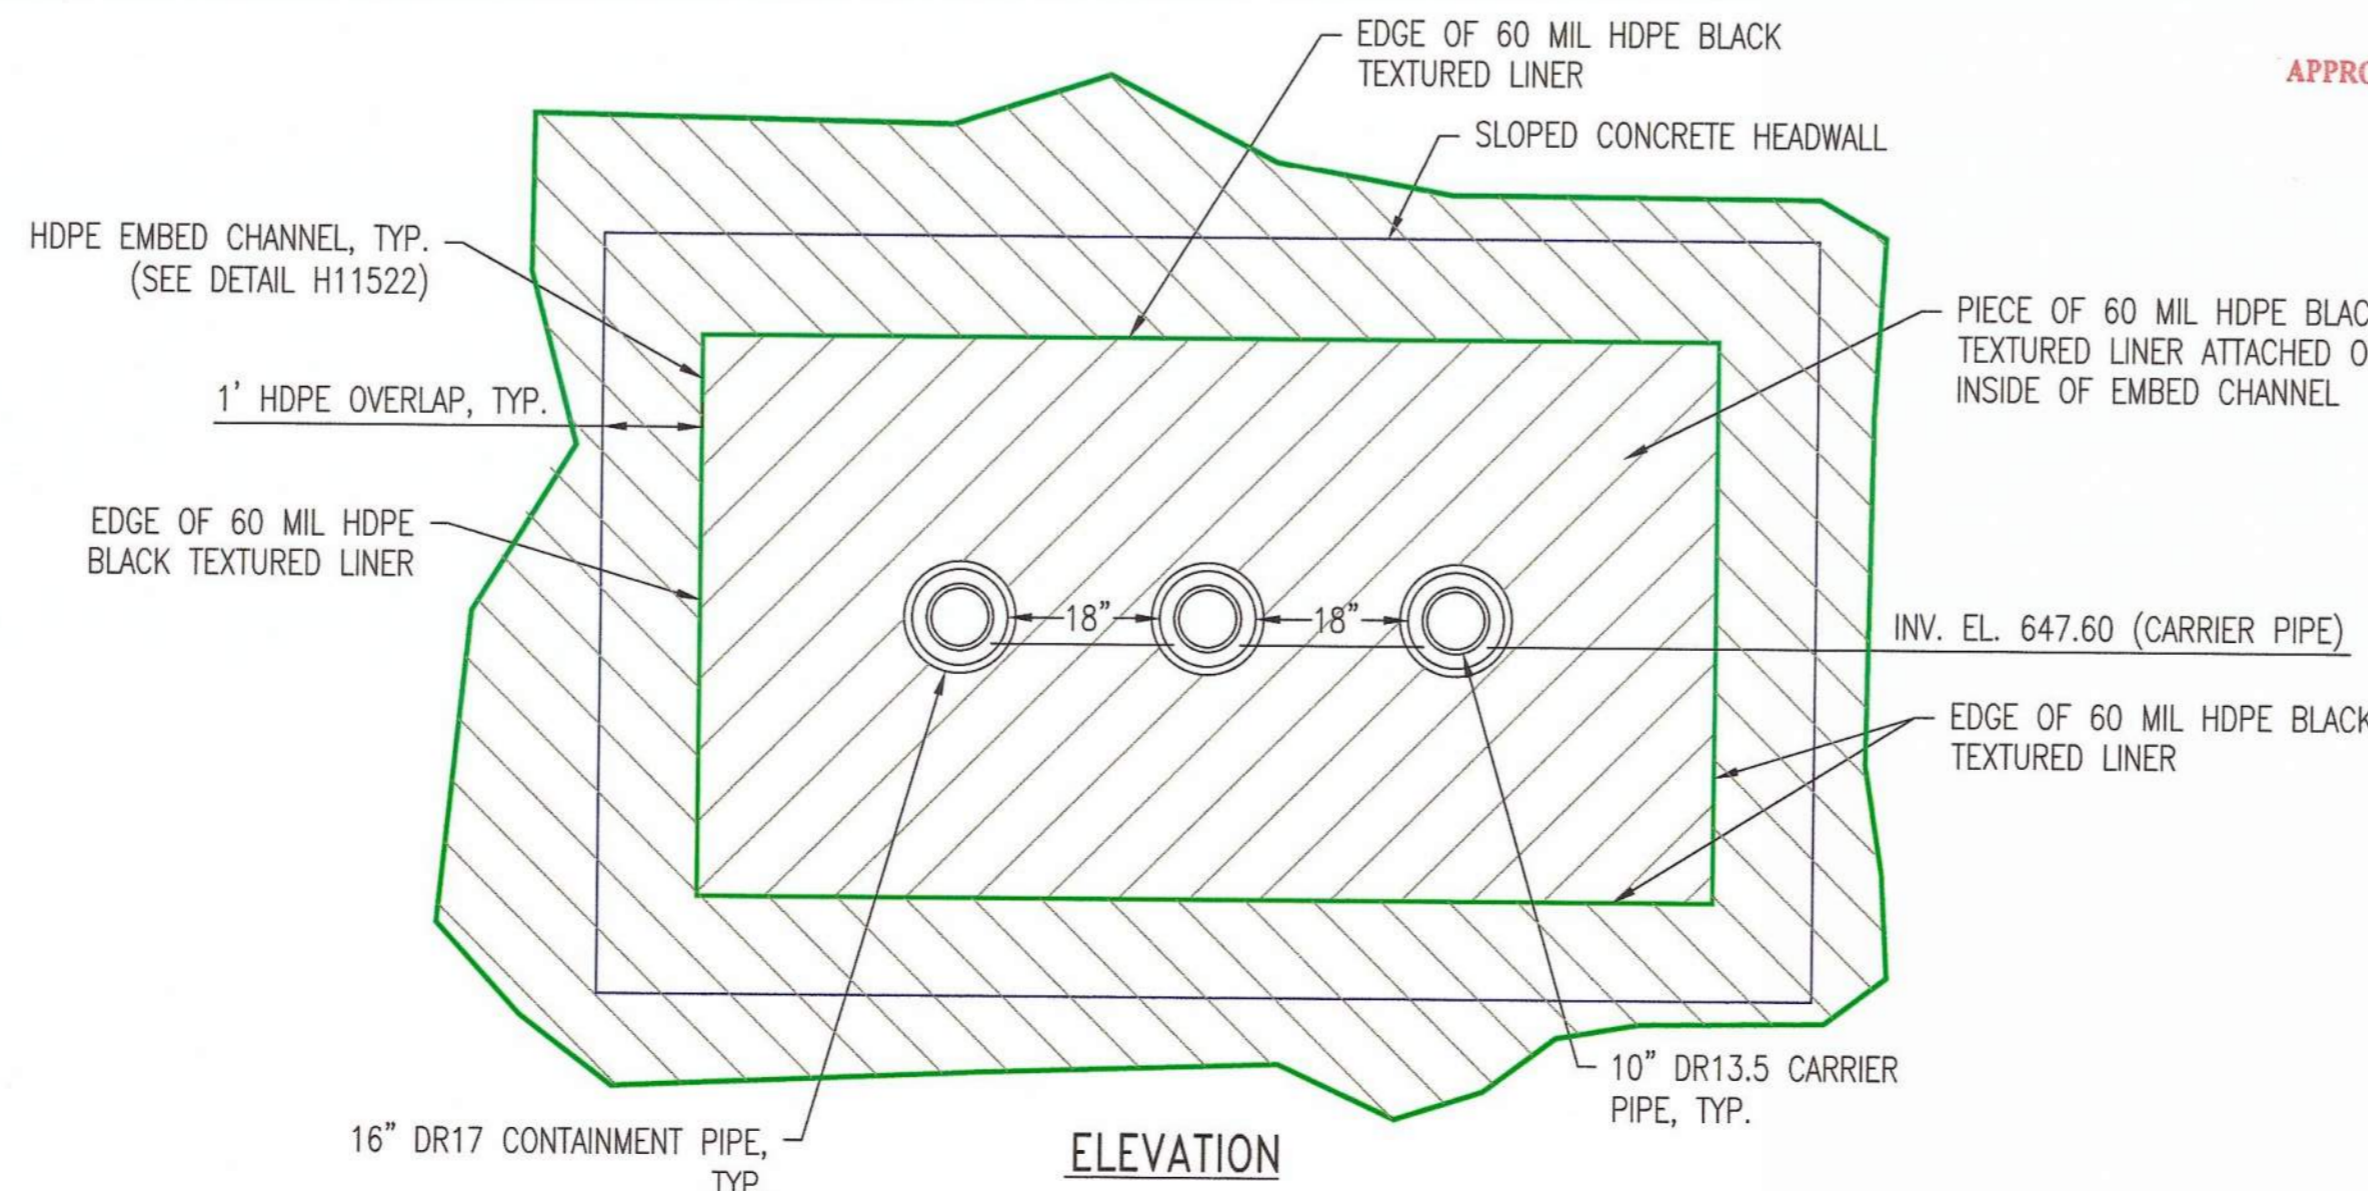 EDGE OF 60 MIL HDPE BLACK
TEXTURED LINER
APPRO
SLOPED CONCRETE HEADWALL
HDPE EMBED CHANNEL, TYP.
(SEE DETAIL H11522)
PIECE OF 60 MIL HDPE BLAC
TEXTURED LINER ATTACHED O
INSIDE OF EMBED CHANNEL
1' HDPE OVERLAP, TYP.
EDGE OF 60 MIL HDPE
BLACK TEXTURED LINER
18" 18"
INV. EL. 647.60 (CARRIER PIPE)
EDGE OF 60 MIL HDPE BLACK
TEXTURED LINER
10" DR13.5 CARRIER
PIPE, TYP.
16" DR17 CONTAINMENT PIPE,
TYP
ELEVATION